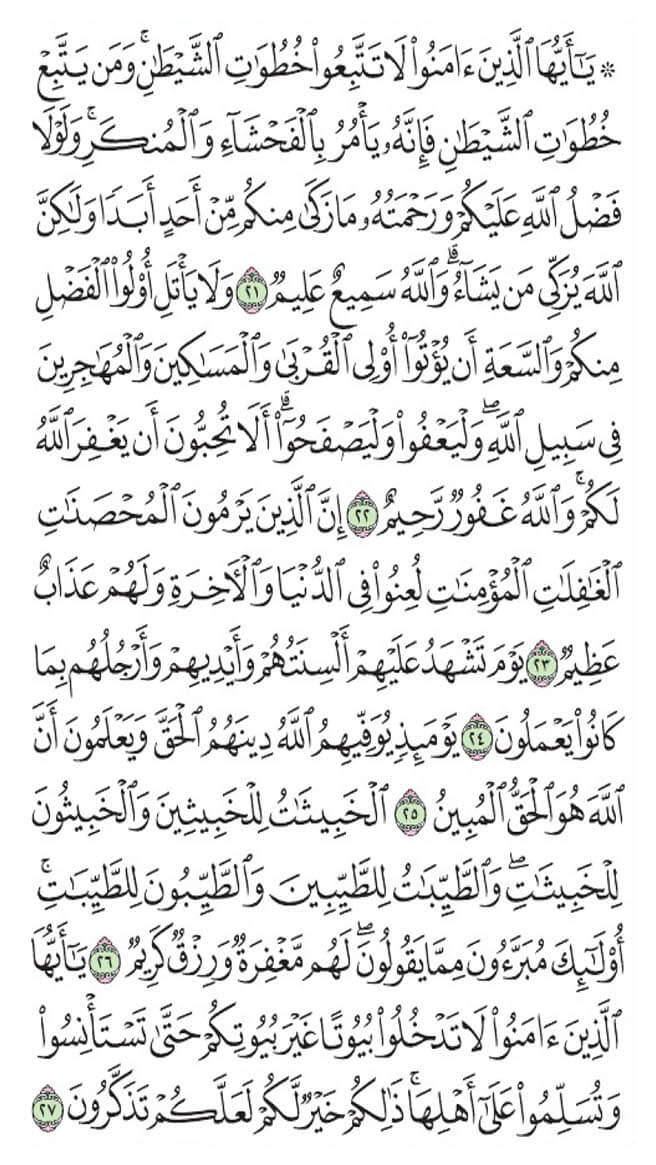 ۞ يَٰٓأَيُّهَا ٱلَّذِينَ ءَامَنُواْ لَا تَتَّبِعُواْ خُطُوَٰتِ ٱلشَّيْطَٰنِۚ وَمَن يَتَّبِعْ
خُطُوَٰتِ ٱلشَّيْطَٰنِ فَإِنَّهُۥ يَأْمُرُ بِٱلْفَحْشَآءِ وَٱلْمُنكَرِۚ وَلَوْلَا
فَضْلُ ٱللَّهِ عَلَيْكُمْ وَرَحْمَتُهُۥ مَا زَكَىٰ مِنكُم مِّنْ أَحَدٍ أَبَدًا وَلَٰكِنَّ
ٱللَّهَ يُزَكِّي مَن يَشَآءُۗ وَٱللَّهُ سَمِيعٌ عَلِيمٌ ٢١ وَلَا يَأْتَلِ أُوْلُواْ ٱلْفَضْلِ
مِنكُمْ وَٱلسَّعَةِ أَن يُؤْتُوٓاْ أُوْلِي ٱلْقُرْبَىٰ وَٱلْمَسَٰكِينَ وَٱلْمُهَٰجِرِينَ
فِي سَبِيلِ ٱللَّهِۖ وَلْيَعْفُواْ وَلْيَصْفَحُوٓاْۗ أَلَا تُحِبُّونَ أَن يَغْفِرَ ٱللَّهُ
لَكُمْۚ وَٱللَّهُ غَفُورٌ رَّحِيمٌ ٢٢ إِنَّ ٱلَّذِينَ يَرْمُونَ ٱلْمُحْصَنَٰتِ
ٱلْغَٰفِلَٰتِ ٱلْمُؤْمِنَٰتِ لُعِنُواْ فِي ٱلدُّنْيَا وَٱلْأٓخِرَةِ وَلَهُمْ عَذَابٌ
عَظِيمٌ ٢٣ يَوْمَ تَشْهَدُ عَلَيْهِمْ أَلْسِنَتُهُمْ وَأَيْدِيهِمْ وَأَرْجُلُهُم بِمَا
كَانُواْ يَعْمَلُونَ ٢٤ يَوْمَئِذٍ يُوَفِّيهِمُ ٱللَّهُ دِينَهُمُ ٱلْحَقَّ وَيَعْلَمُونَ أَنَّ
ٱللَّهَ هُوَ ٱلْحَقُّ ٱلْمُبِينُ ٢٥ ٱلْخَبِيثَٰتُ لِلْخَبِيثِينَ وَٱلْخَبِيثُونَ
لِلْخَبِيثَٰتِۖ وَٱلطَّيِّبَٰتُ لِلطَّيِّبِينَ وَٱلطَّيِّبُونَ لِلطَّيِّبَٰتِۚ
أُوْلَٰٓئِكَ مُبَرَّءُونَ مِمَّا يَقُولُونَۖ لَهُم مَّغْفِرَةٌ وَرِزْقٌ كَرِيمٌ ٢٦ يَٰٓأَيُّهَا
ٱلَّذِينَ ءَامَنُواْ لَا تَدْخُلُواْ بُيُوتًا غَيْرَ بُيُوتِكُمْ حَتَّىٰ تَسْتَأْنِسُواْ
وَتُسَلِّمُواْ عَلَىٰٓ أَهْلِهَاۚ ذَٰلِكُمْ خَيْرٌ لَّكُمْ لَعَلَّكُمْ تَذَكَّرُونَ ٢٧